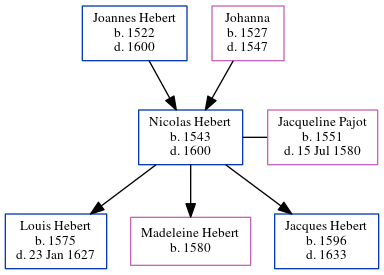 Joannes Hebert
b. 1522
d. 1600
Johanna
b. 1527
d. 1547
Nicolas Hebert
b. 1543
d. 1600
Jacqueline Pajot
b. 1551
d. 15 Jul 1580
Louis Hebert
b. 1575
d. 23 Jan 1627
Madeleine Hebert
b. 1580
Jacques Hebert
b. 1596
d. 1633